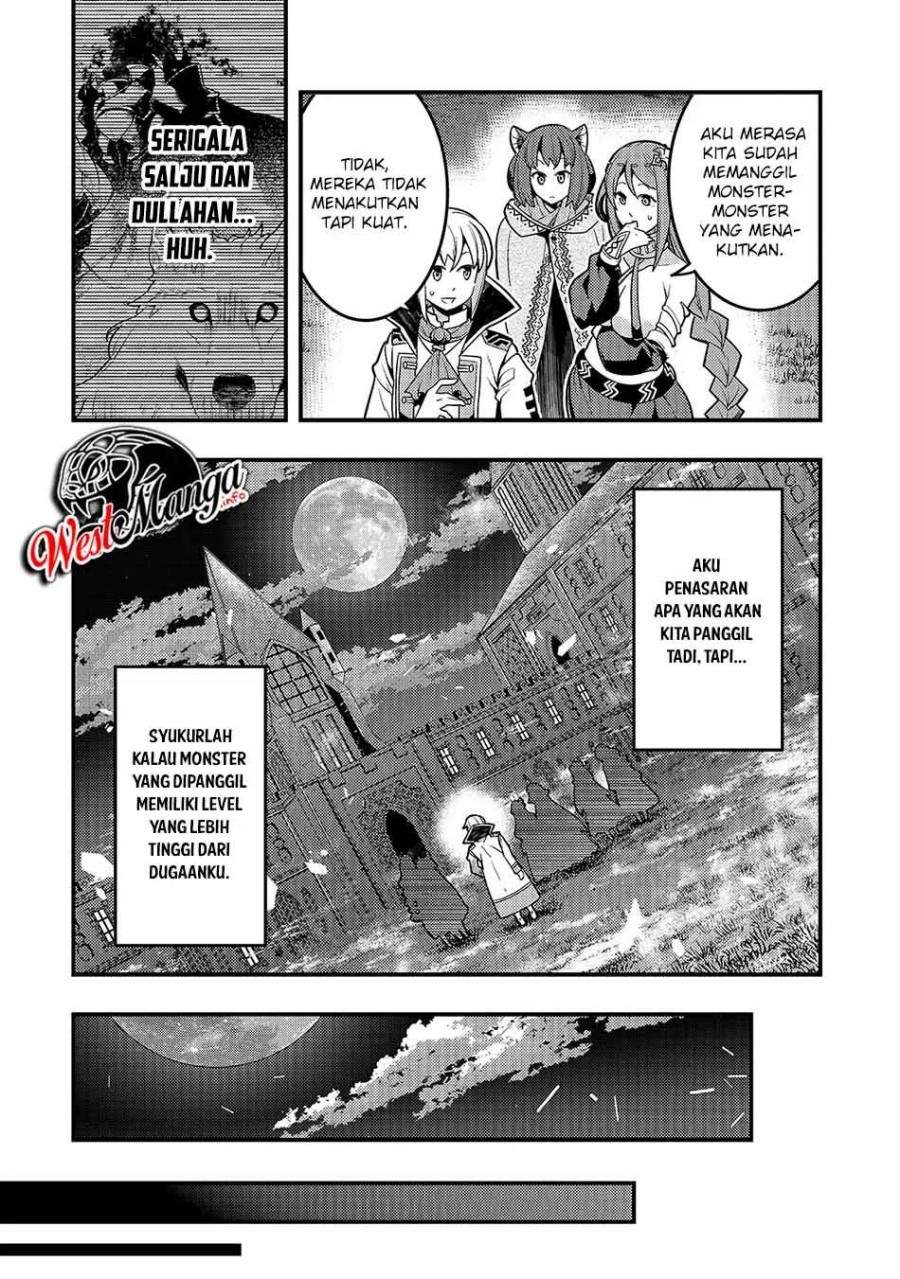 AKU MERASA
KITA SUDAH
MEMANGGIL
MONSTER-
MONSTER
YANG MENA-
KUTKAN.
TIDAK,
MEREKA TIDAK
MENAKUTKAN
TAPI KUAT.
SERIGALA
SALJU DAN
DULLAHAN...
HUH.
WestManga
.info
AKU
PENASARAN
APA YANG AKAN
KITA PANGGIL
TADI, TAPI...
SYUKURLAH
KALAU MONSTER
YANG DIPANGGIL
MEMILIKI LEVEL
YANG LEBIH
TINGGI DARI
DUGAANKU.